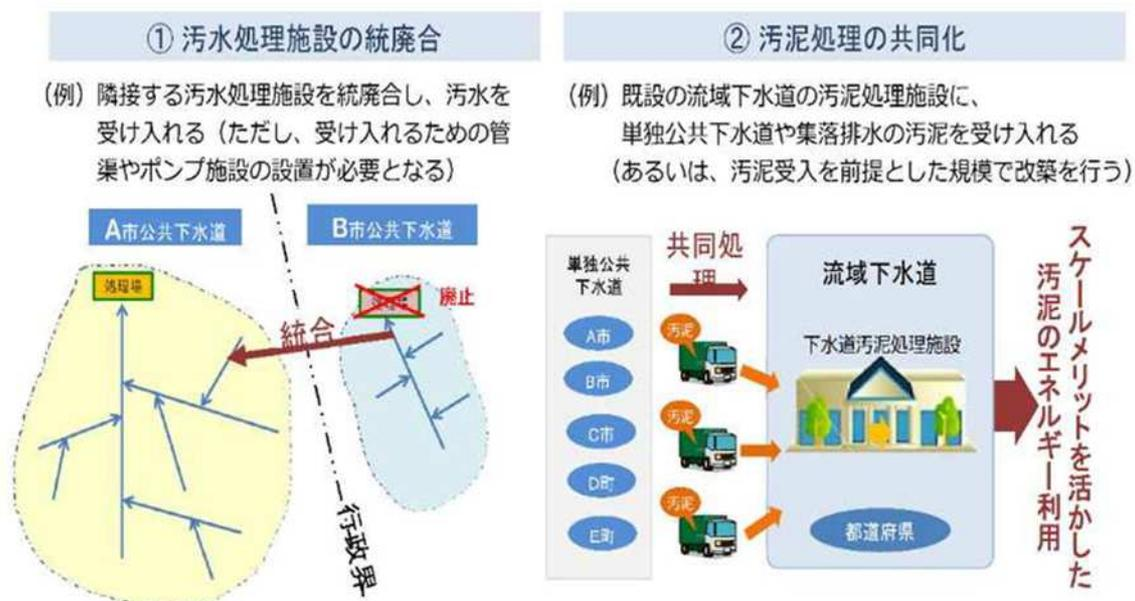 ① 汚水処理施設の統廃合
(例) 隣接する汚水処理施設を統廃合し、汚水を
受け入れる(ただし、受け入れるための管
渠やポンプ施設の設置が必要となる)
A市公共下水道
B市公共下水道
処理場
廃止
統合
行政界
② 汚泥処理の共同化
(例) 既設の流域下水道の汚泥処理施設に、
単独公共下水道や集落排水の汚泥を受け入れる
(あるいは、汚泥受入を前提とした規模で改築を行う)
単独公共
下水道
A市
B市
C市
D町
E町
共同処
理
汚泥
汚泥
汚泥
流域下水道
下水道汚泥処理施設
都道府県
スケールメリットを活かした
汚泥のエネルギー利用